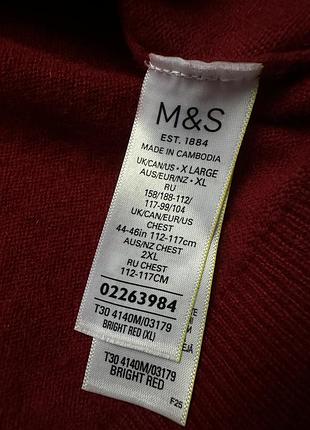 M&S
EST. 1884
MADE IN CAMBODIA
UK/CAN/US • X LARGE
AUS/EUR/NZ • XL
RU
158/188-112/
117-99/104
UK/CAN/EUR/US
CHEST
44-46in 112-117cm
AUS/NZ CHEST
2XL
RU CHEST
112-117CM
02263984
T30 4140M/03179
BRIGHT RED (XL)
T30 4140M/03179
BRIGHT RED
F25